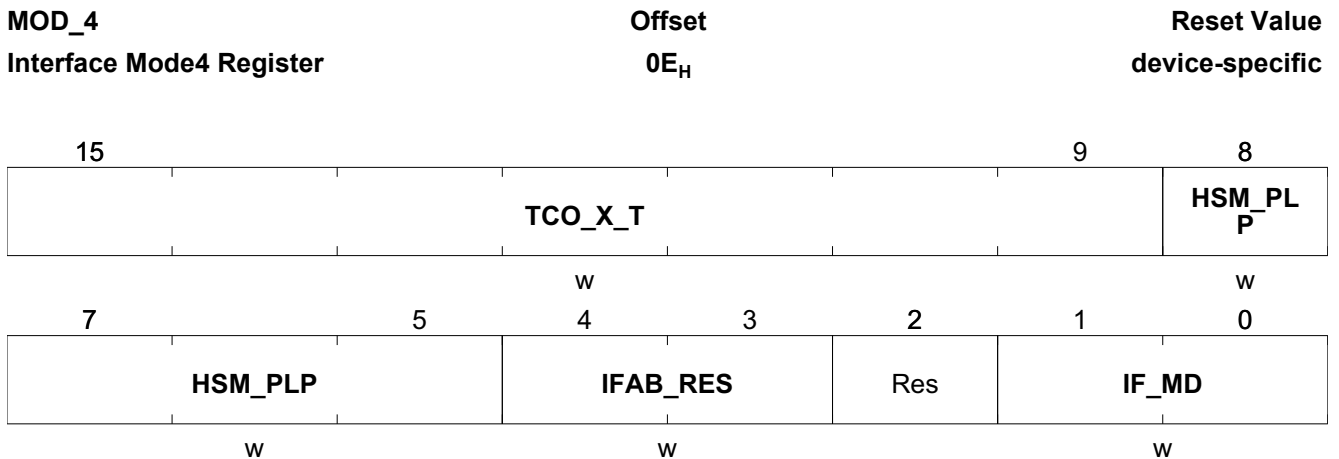 MOD_4 Offset Reset Value
Interface Mode4 Register 0EH device-specific
15 9 8
TCO_X_T HSM_PL
P
w w
7 5 4 3 2 1 0
HSM_PLP IFAB_RES Res IF_MD
w w w